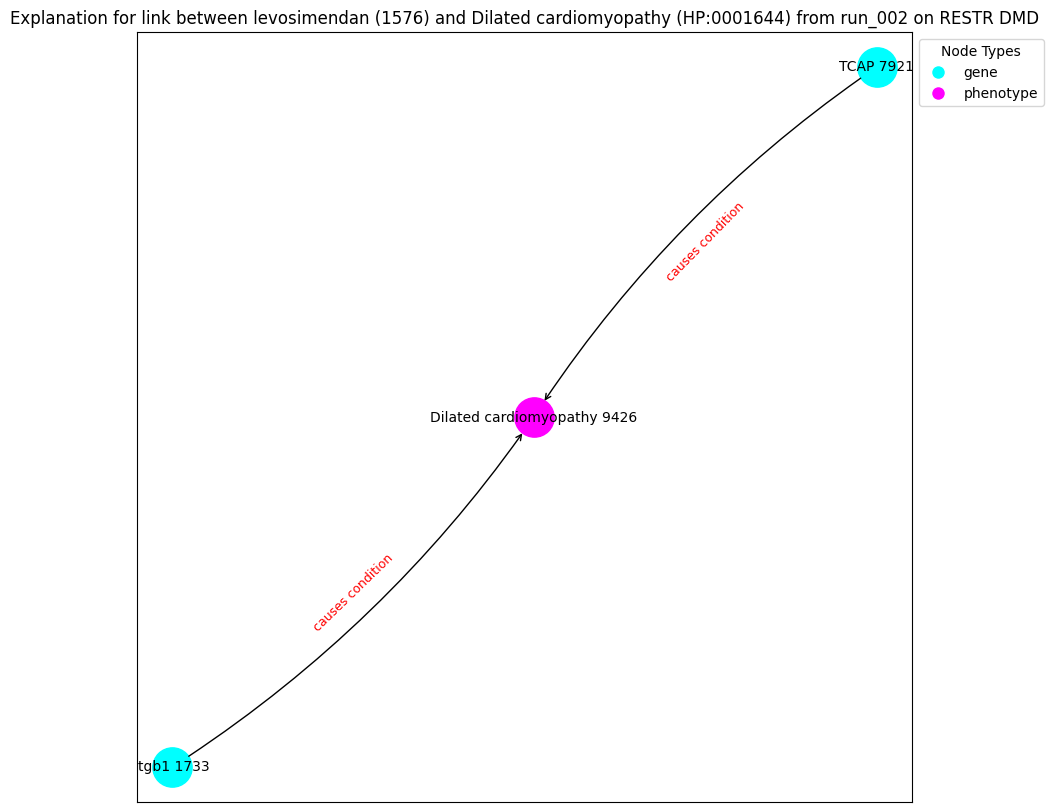 Explanation for link between levosimendan (1576) and Dilated cardiomyopathy (HP:0001644) from run_002 on RESTR DMD
Node Types
gene
phenotype
TCAP 7921
causes condition
Dilated cardiomyopathy 9426
causes condition
tgb1 1733